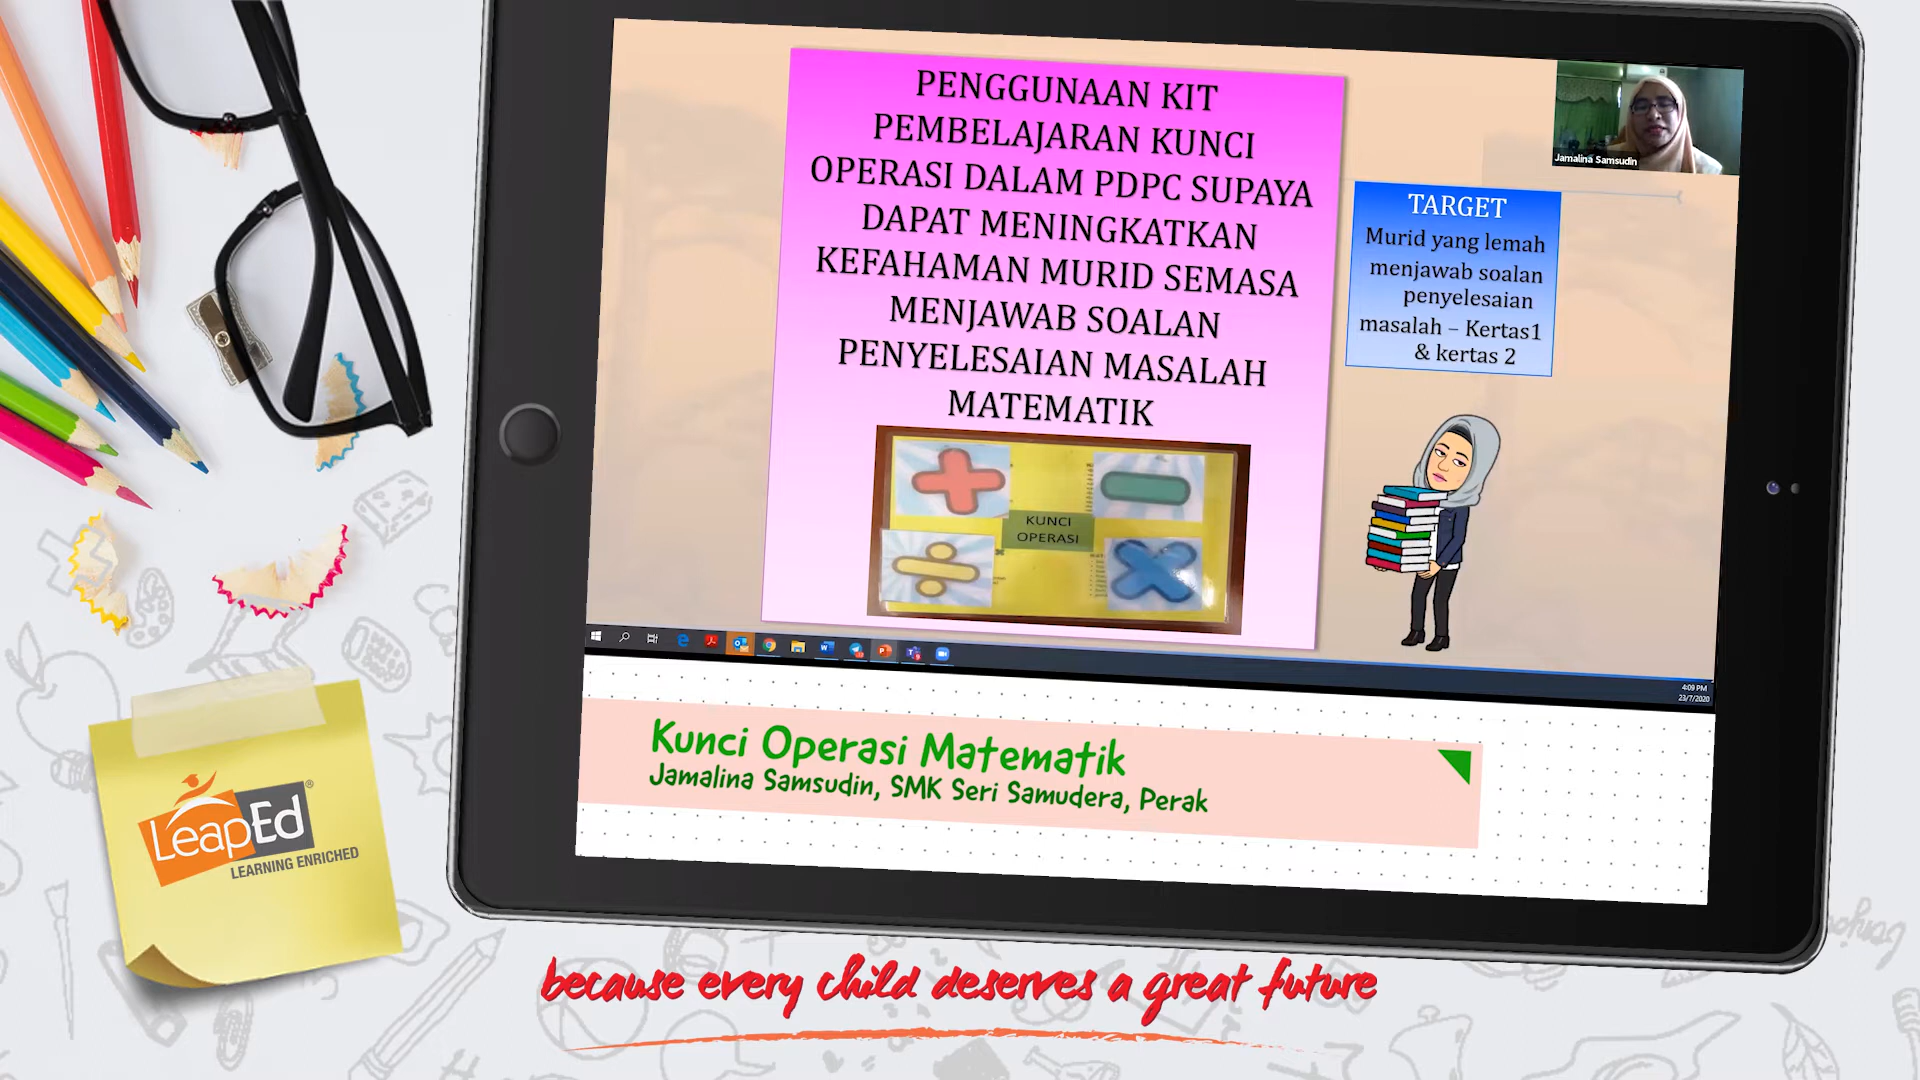 PENGGUNAAN KIT
PEMBELAJARAN KUNCI
OPERASI DALAM PDPC SUPAYA
DAPAT MENINGKATKAN
KEFAHAMAN MURID SEMASA
MENJAWAB SOALAN
PENYELESAIAN MASALAH
MATEMATIK
KUNCI
OPERASI
Jamalina Samsudin
TARGET
Murid yang lemah
menjawab soalan
penyelesaian
masalah – Kertas1
& kertas 2
4:09 PM
23/7/2020
Kunci Operasi Matematik
Jamalina Samsudin, SMK Seri Samudera, Perak
LeapEd®
LEARNING ENRICHED
because every child deserves a great future